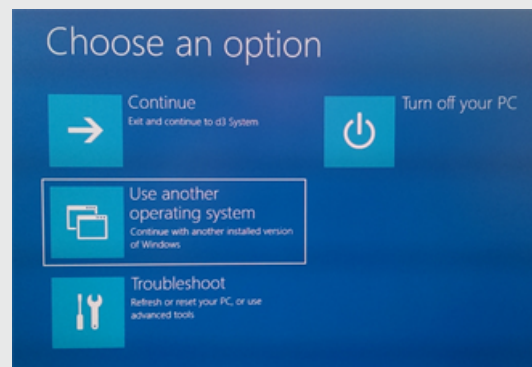 Choose an option
Continue
Exit and continue to d3 System
Turn off your PC
Use another
operating system
Continue with another installed version
of Windows
Troubleshoot
Refresh or reset your PC, or use
advanced tools